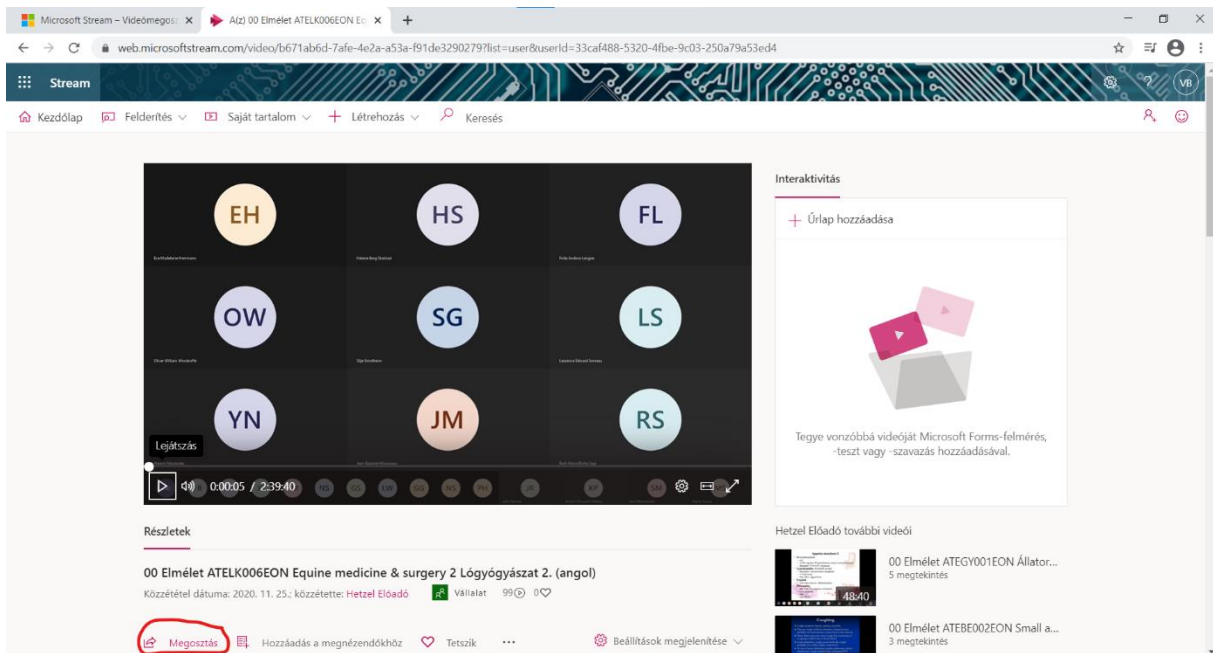 Microsoft Stream – Videómegosz
A(z) 00 Elmélet ATELK006EON Eq
web.microsoftstream.com/video/b671ab6d-7afe-4e2a-a53a-f91de3290279?list=user&userId=33caf488-5320-4fbe-9c03-250a79a53ed4
Stream
VB
Kezdőlap
Felderítés
Saját tartalom
Létrehozás
Keresés
EH
HS
FL
OW
SG
LS
YN
JM
RS
Lejátszás
0:00:05 / 2:39:40
Interaktivitás
Űrlap hozzáadása
Tegye vonzóbbá videóját Microsoft Forms-felmérés,
-teszt vagy -szavazás hozzáadásával.
Részletek
00 Elmélet ATELK006EON Equine medicine & surgery 2 Lógyógyászat 2. (angol)
Közzététel dátuma: 2020. 11. 25.; közzétette: Hetzel Előadó Vállalat 99 0
Megosztás
Hozzáadás a megnézendőkhöz
Tetszik
...
Beállítások megjelenítése
Hetzel Előadó további videói
48:40
00 Elmélet ATEGY001EON Állator...
5 megtekintés
00 Elmélet ATEBE002EON Small a...
3 megtekintés